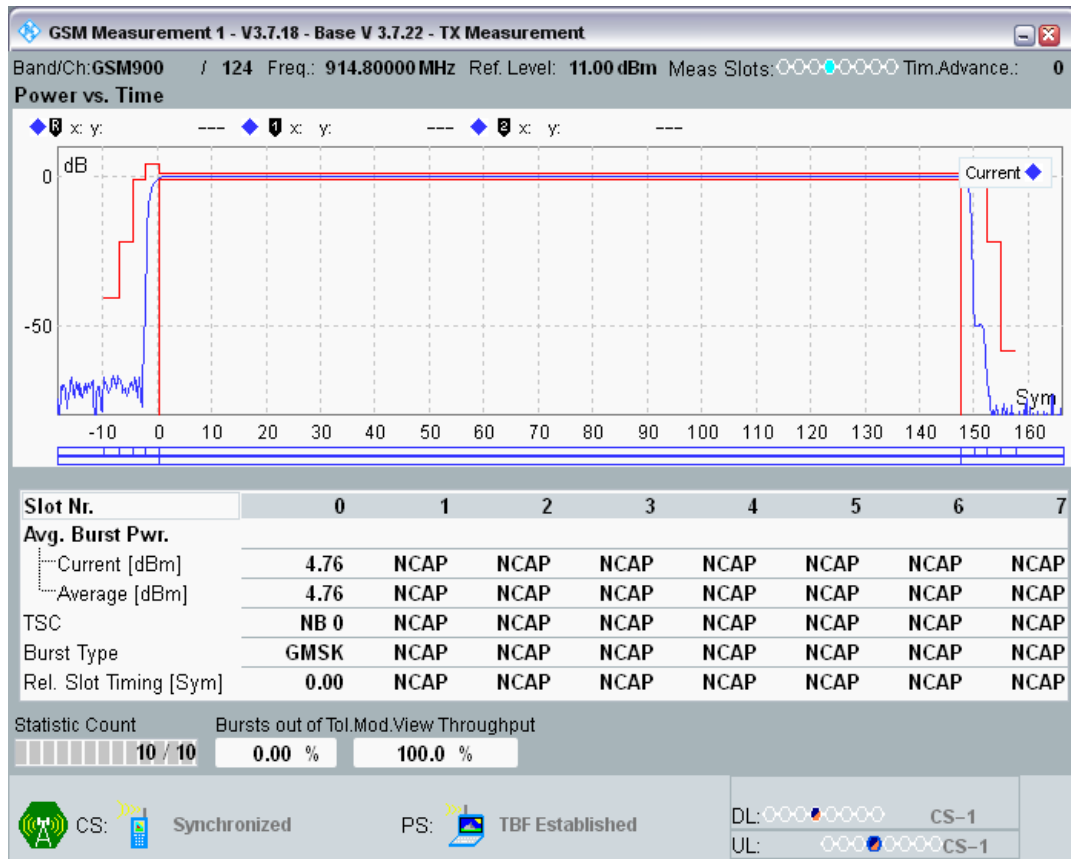 GSM Measurement 1 - V3.7.18 - Base V 3.7.22 - TX Measurement
Band/Ch:GSM900 / 124 Freq.: 914.80000 MHz Ref. Level: 11.00 dBm Meas Slots: Tim.Advance.: 0
Power vs. Time
R x: y: --- 1 x: y: --- 2 x: y: ---
dB
Current
0
-50
Sym
-10 0 10 20 30 40 50 60 70 80 90 100 110 120 130 140 150 160
Slot Nr. 0 1 2 3 4 5 6 7
Avg. Burst Pwr.
Current [dBm] 4.76 NCAP NCAP NCAP NCAP NCAP NCAP NCAP
Average [dBm] 4.76 NCAP NCAP NCAP NCAP NCAP NCAP NCAP
TSC NB 0 NCAP NCAP NCAP NCAP NCAP NCAP NCAP
Burst Type GMSK NCAP NCAP NCAP NCAP NCAP NCAP NCAP
Rel. Slot Timing [Sym] 0.00 NCAP NCAP NCAP NCAP NCAP NCAP NCAP
Statistic Count Bursts out of Tol.Mod.View Throughput
10 / 10 0.00 % 100.0 %
CS: Synchronized PS: TBF Established
DL: CS-1
UL: CS-1